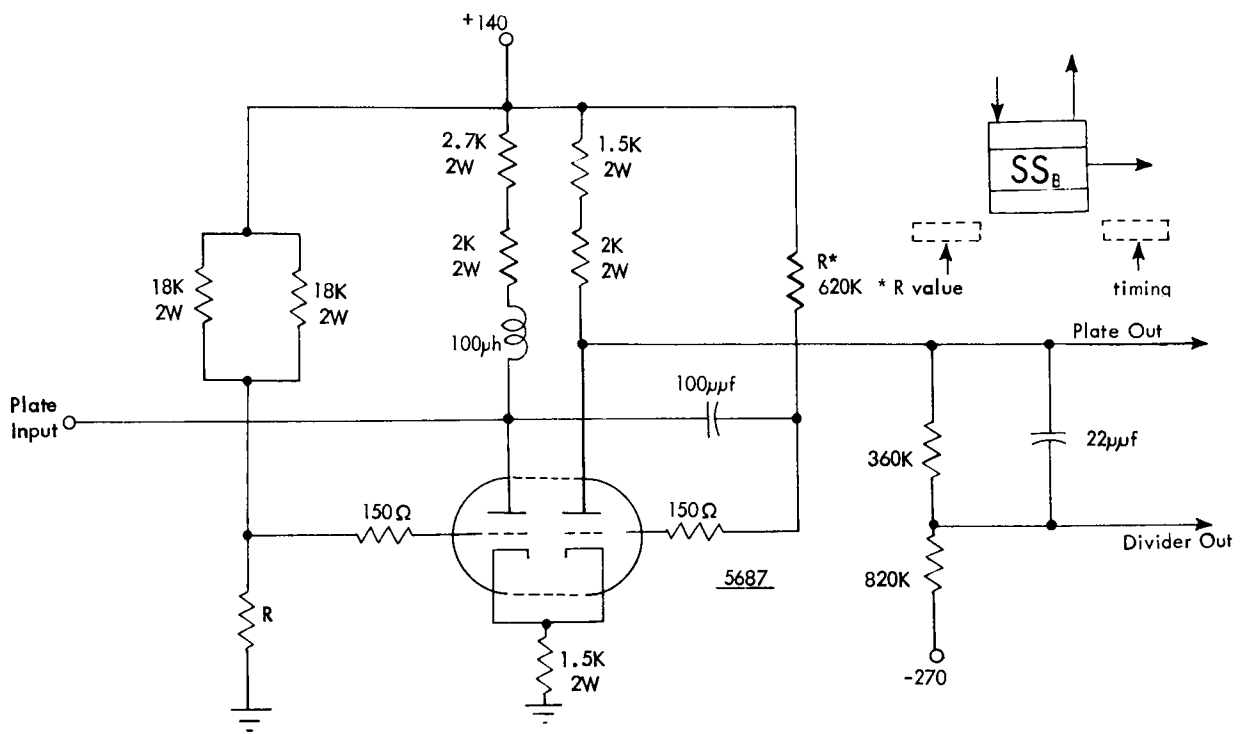 +140
2.7K
2W
1.5K
2W
SS_B
18K
2W
18K
2W
2K
2W
2K
2W
R*
620K
* R value
timing
100μh
Plate Out
100μμf
Plate
Input
22μμf
360K
150Ω
150Ω
Divider Out
5687
820K
R
1.5K
2W
-270